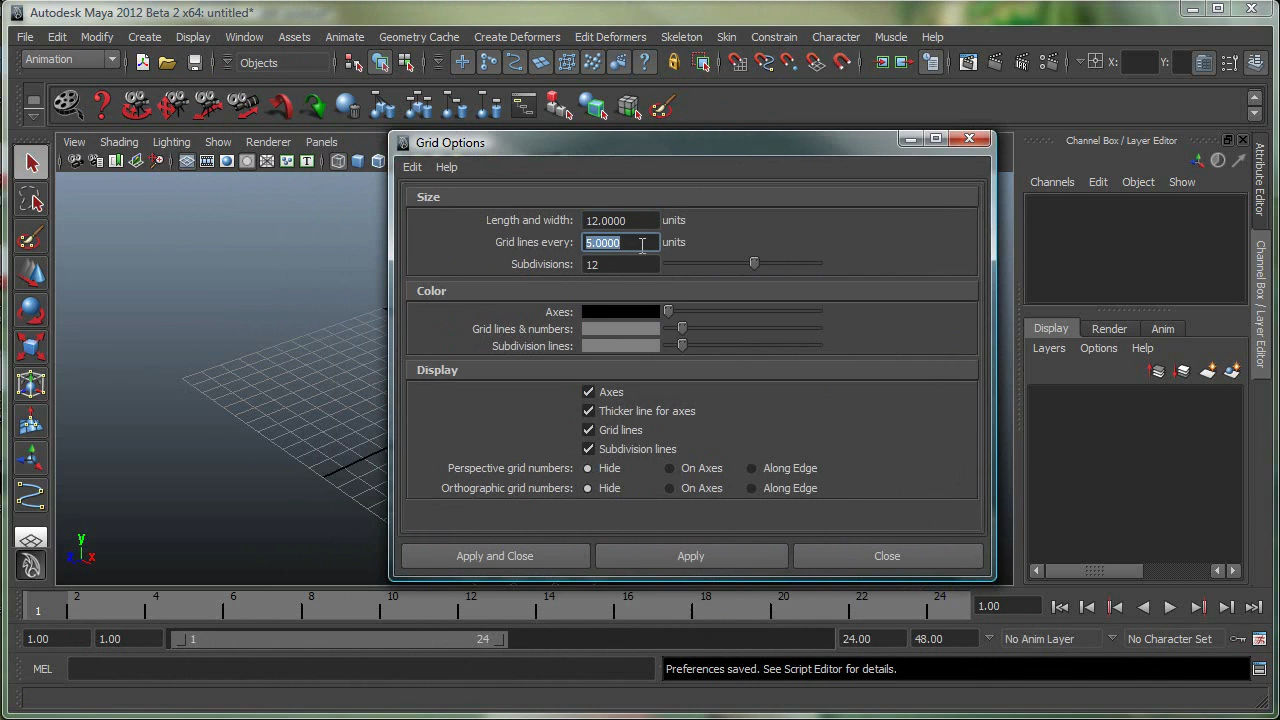 Autodesk Maya 2012 Beta 2 x64: untitled*
File Edit Modify Create Display Window Assets Animate Geometry Cache Create Deformers Edit Deformers Skeleton Skin Constrain Character Muscle Help
Animation Objects X: Y:
View Shading Lighting Show Renderer Panels
Grid Options
Edit Help
Size
Length and width: 12.0000 units
Grid lines every: 5.0000 units
Subdivisions: 12
Color
Axes:
Grid lines & numbers:
Subdivision lines:
Display
Axes
Thicker line for axes
Grid lines
Subdivision lines
Perspective grid numbers: Hide On Axes Along Edge
Orthographic grid numbers: Hide On Axes Along Edge
Apply and Close Apply Close
Channel Box / Layer Editor
Channels Edit Object Show
Display Render Anim
Layers Options Help
Attribute Editor
Channel Box / Layer Editor
y
z x
1 2 4 6 8 10 12 14 16 18 20 22 24 1.00
1.00 1.00 1 24 24.00 48.00 No Anim Layer No Character Set
MEL Preferences saved. See Script Editor for details.